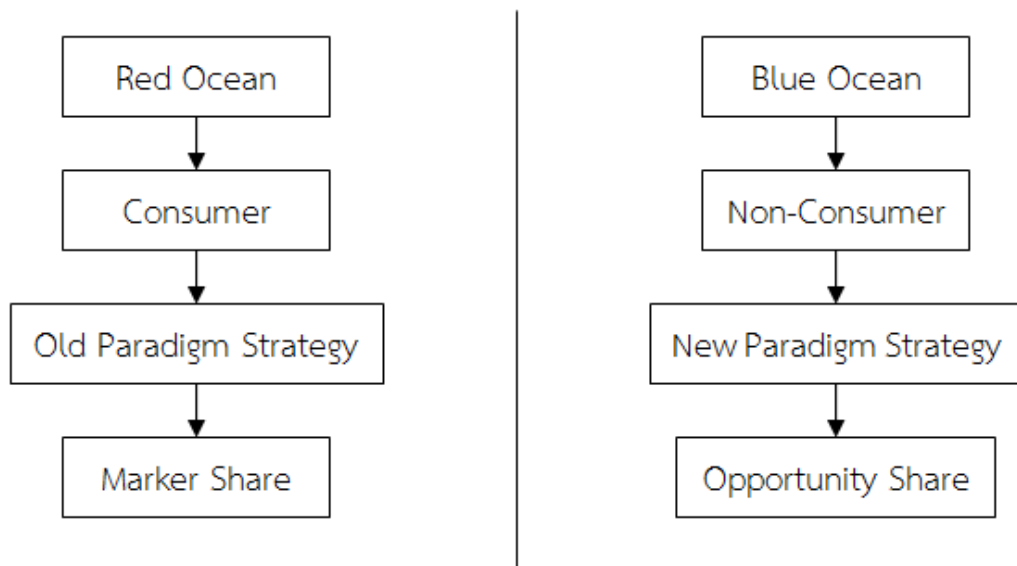 Red Ocean
Consumer
Old Paradigm Strategy
Marker Share
Blue Ocean
Non-Consumer
New Paradigm Strategy
Opportunity Share